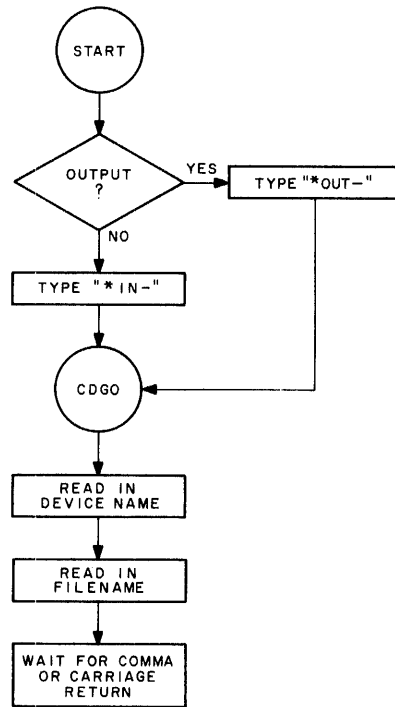 START
OUTPUT
?
YES
TYPE "*OUT-"
NO
TYPE "* IN-"
CDGO
READ IN
DEVICE NAME
READ IN
FILENAME
WAIT FOR COMMA
OR CARRIAGE
RETURN